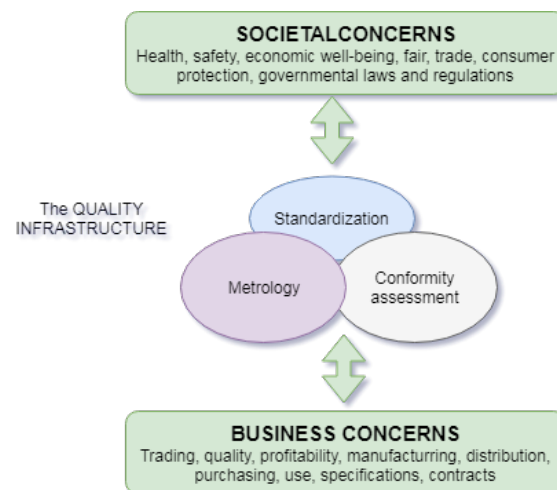 SOCIETALCONCERNS
Health, safety, economic well-being, fair, trade, consumer
protection, governmental laws and regulations
The QUALITY
INFRASTRUCTURE
Standardization
Metrology
Conformity
assessment
BUSINESS CONCERNS
Trading, quality, profitability, manufacturring, distribution,
purchasing, use, specifications, contracts